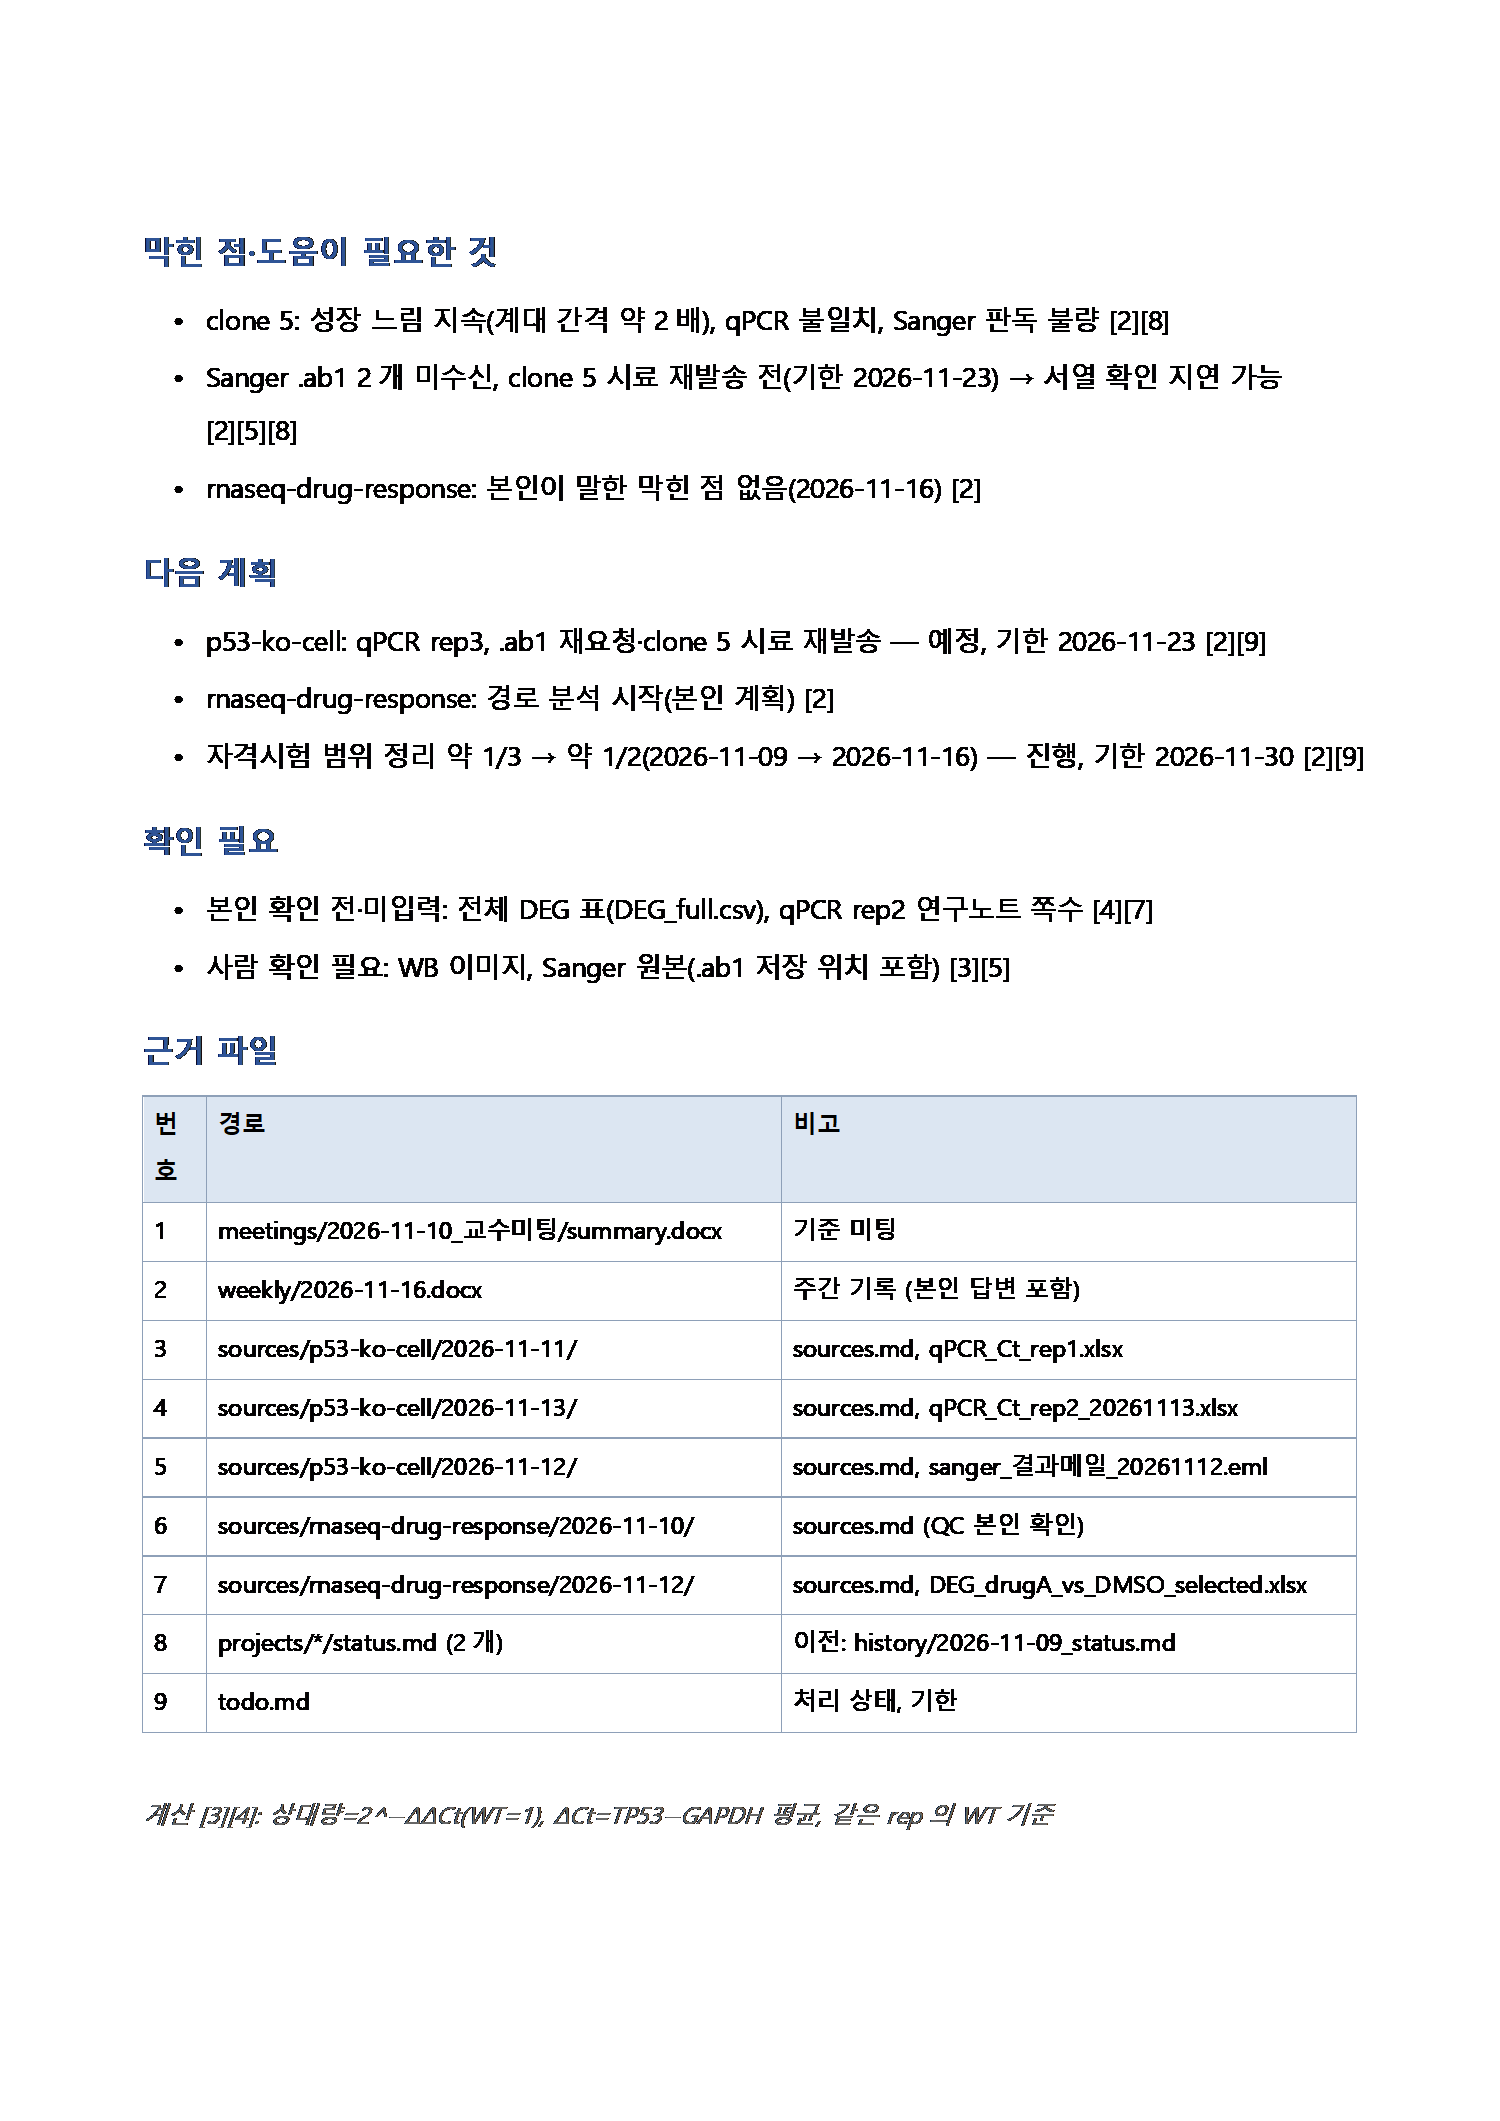 막힌 점·도움이 필요한 것
• clone 5: 성장 느림 지속(계대 간격 약 2 배), qPCR 불일치, Sanger 판독 불량 [2][8]
• Sanger .ab1 2 개 미수신, clone 5 시료 재발송 전(기한 2026-11-23) → 서열 확인 지연 가능
[2][5][8]
• rnaseq-drug-response: 본인이 말한 막힌 점 없음(2026-11-16) [2]
다음 계획
• p53-ko-cell: qPCR rep3, .ab1 재요청·clone 5 시료 재발송 — 예정, 기한 2026-11-23 [2][9]
• rnaseq-drug-response: 경로 분석 시작(본인 계획) [2]
• 자격시험 범위 정리 약 1/3 → 약 1/2(2026-11-09 → 2026-11-16) — 진행, 기한 2026-11-30 [2][9]
확인 필요
• 본인 확인 전·미입력: 전체 DEG 표(DEG_full.csv), qPCR rep2 연구노트 쪽수 [4][7]
• 사람 확인 필요: WB 이미지, Sanger 원본(.ab1 저장 위치 포함) [3][5]
근거 파일
번호 경로 비고
1 meetings/2026-11-10_교수미팅/summary.docx 기준 미팅
2 weekly/2026-11-16.docx 주간 기록 (본인 답변 포함)
3 sources/p53-ko-cell/2026-11-11/ sources.md, qPCR_Ct_rep1.xlsx
4 sources/p53-ko-cell/2026-11-13/ sources.md, qPCR_Ct_rep2_20261113.xlsx
5 sources/p53-ko-cell/2026-11-12/ sources.md, sanger_결과메일_20261112.eml
6 sources/rnaseq-drug-response/2026-11-10/ sources.md (QC 본인 확인)
7 sources/rnaseq-drug-response/2026-11-12/ sources.md, DEG_drugA_vs_DMSO_selected.xlsx
8 projects/*/status.md (2 개) 이전: history/2026-11-09_status.md
9 todo.md 처리 상태, 기한
계산 [3][4]: 상대량=2^−ΔΔCt(WT=1), ΔCt=TP53−GAPDH 평균, 같은 rep 의 WT 기준